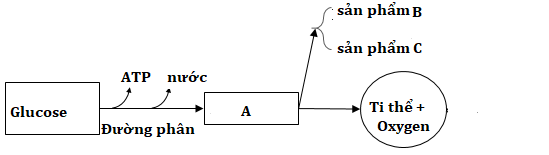 sản phẩm B
sản phẩm C
ATP
nước
Glucose
Đường phân
A
Ti thể +
Oxygen